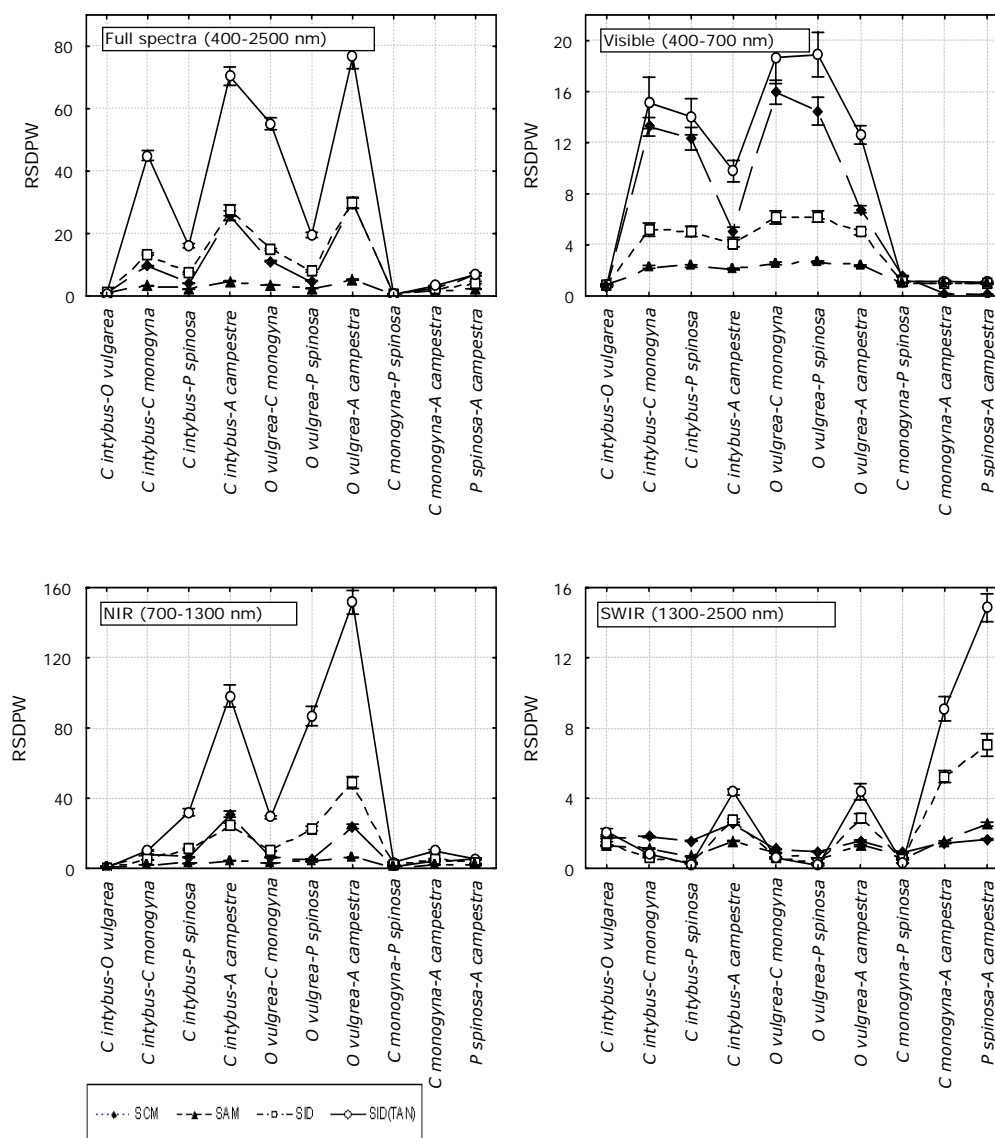 Full spectra (400-2500 nm)
RSDPW
80
60
40
20
0
C intybus-O vulgarea
C intybus-C monogyna
C intybus-P spinosa
C intybus-A campestre
O vulgrea-C monogyna
O vulgrea-P spinosa
O vulgrea-A campestra
C monogyna-P spinosa
C monogyna-A campestra
P spinosa-A campestra
Visible (400-700 nm)
RSDPW
20
16
12
8
4
0
C intybus-O vulgarea
C intybus-C monogyna
C intybus-P spinosa
C intybus-A campestre
O vulgrea-C monogyna
O vulgrea-P spinosa
O vulgrea-A campestra
C monogyna-P spinosa
C monogyna-A campestra
P spinosa-A campestra
NIR (700-1300 nm)
RSDPW
160
120
80
40
0
C intybus-O vulgarea
C intybus-C monogyna
C intybus-P spinosa
C intybus-A campestre
O vulgrea-C monogyna
O vulgrea-P spinosa
O vulgrea-A campestra
C monogyna-P spinosa
C monogyna-A campestra
P spinosa-A campestra
SWIR (1300-2500 nm)
RSDPW
16
12
8
4
0
C intybus-O vulgarea
C intybus-C monogyna
C intybus-P spinosa
C intybus-A campestre
O vulgrea-C monogyna
O vulgrea-P spinosa
O vulgrea-A campestra
C monogyna-P spinosa
C monogyna-A campestra
P spinosa-A campestra
SCM SAM SID SID(TAN)